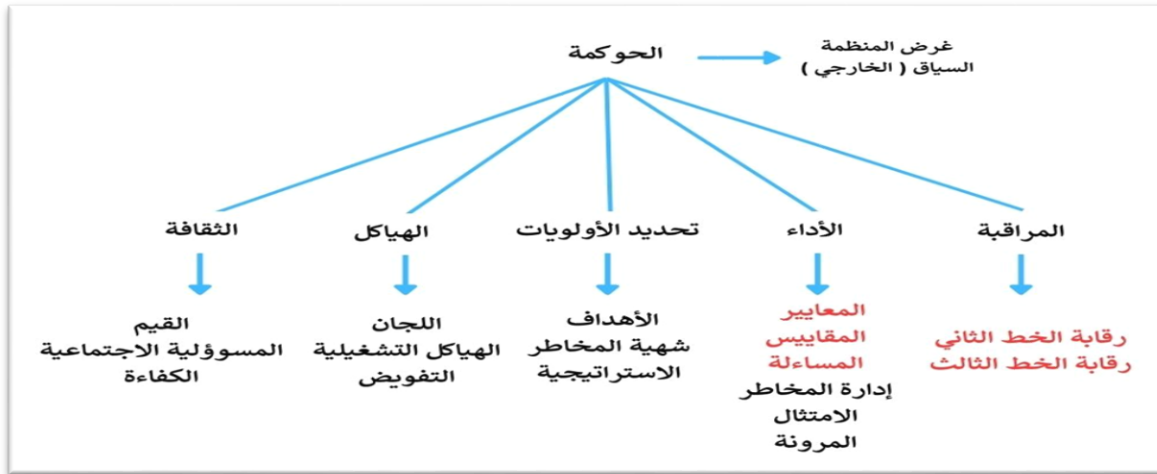 الحوكمة
غرض المنظمة
السياق ( الخارجي )
المراقبة
الأداء
تحديد الأولويات
الهياكل
الثقافة
رقابة الخط الثاني
رقابة الخط الثالث
المعايير
المقاييس
المساءلة
إدارة المخاطر
الامتثال
المرونة
الأهداف
شهية المخاطر
الاستراتيجية
اللجان
الهياكل التشغيلية
التفويض
القيم
المسوؤلية الاجتماعية
الكفاءة